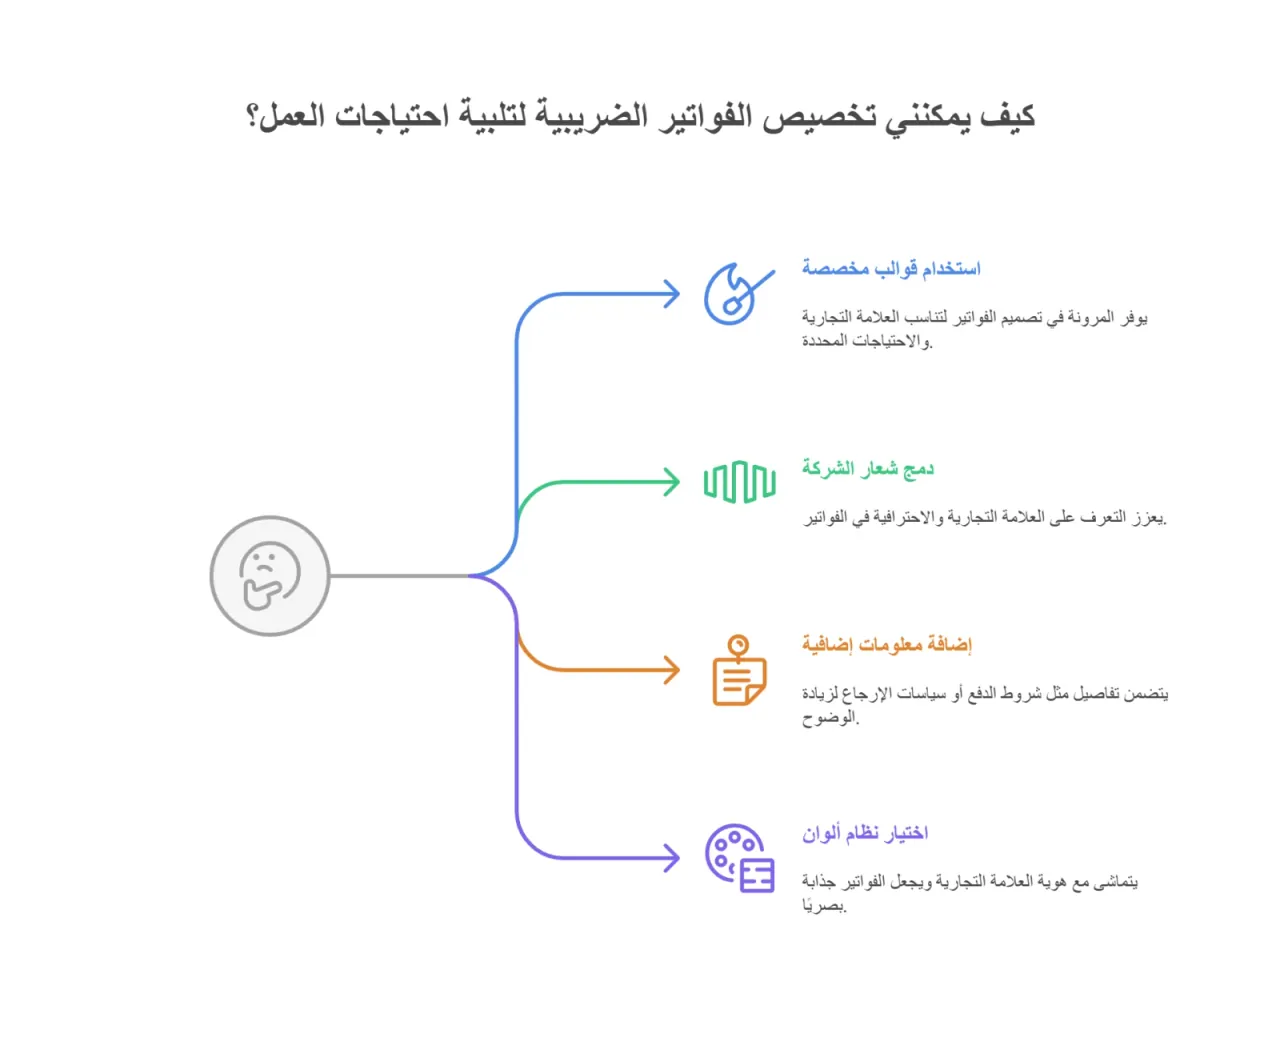 كيف يمكنني تخصيص الفواتير الضريبية لتلبية احتياجات العمل؟
استخدام قوالب مخصصة
يوفر المرونة في تصميم الفواتير لتناسب العلامة التجارية
والاحتياجات المحددة.
دمج شعار الشركة
يعزز التعرف على العلامة التجارية والاحترافية في الفواتير.
إضافة معلومات إضافية
يتضمن تفاصيل مثل شروط الدفع أو سياسات الإرجاع لزيادة
الوضوح.
اختيار نظام ألوان
يتماشى مع هوية العلامة التجارية ويجعل الفواتير جذابة
بصريًا.